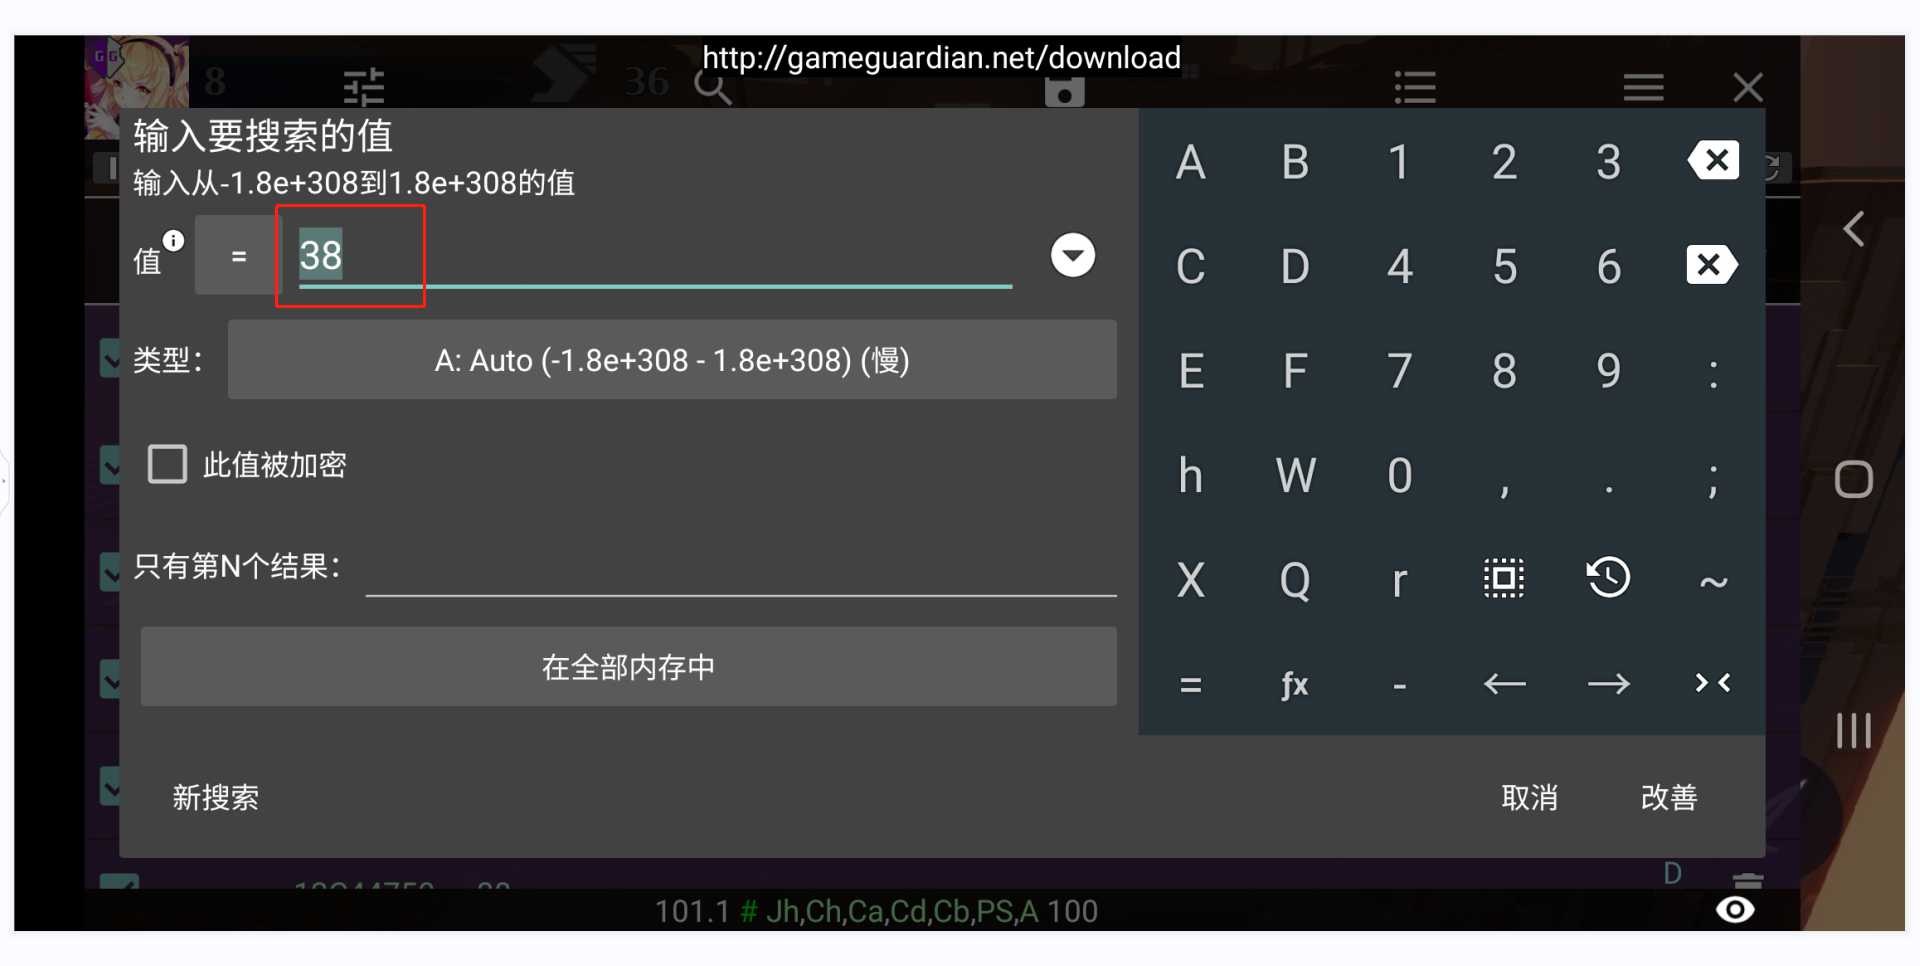 http://gameguardian.net/download
8
36
输入要搜索的值
输入从-1.8e+308到1.8e+308的值
值 = 38
类型： A: Auto (-1.8e+308 - 1.8e+308) (慢)
此值被加密
只有第N个结果：
在全部内存中
新搜索 取消 改善
A B 1 2 3
C D 4 5 6
E F 7 8 9 :
h W 0 , . ;
X Q r ~
= ƒx - ← → ><
D
101.1 # Jh,Ch,Ca,Cd,Cb,PS,A 100